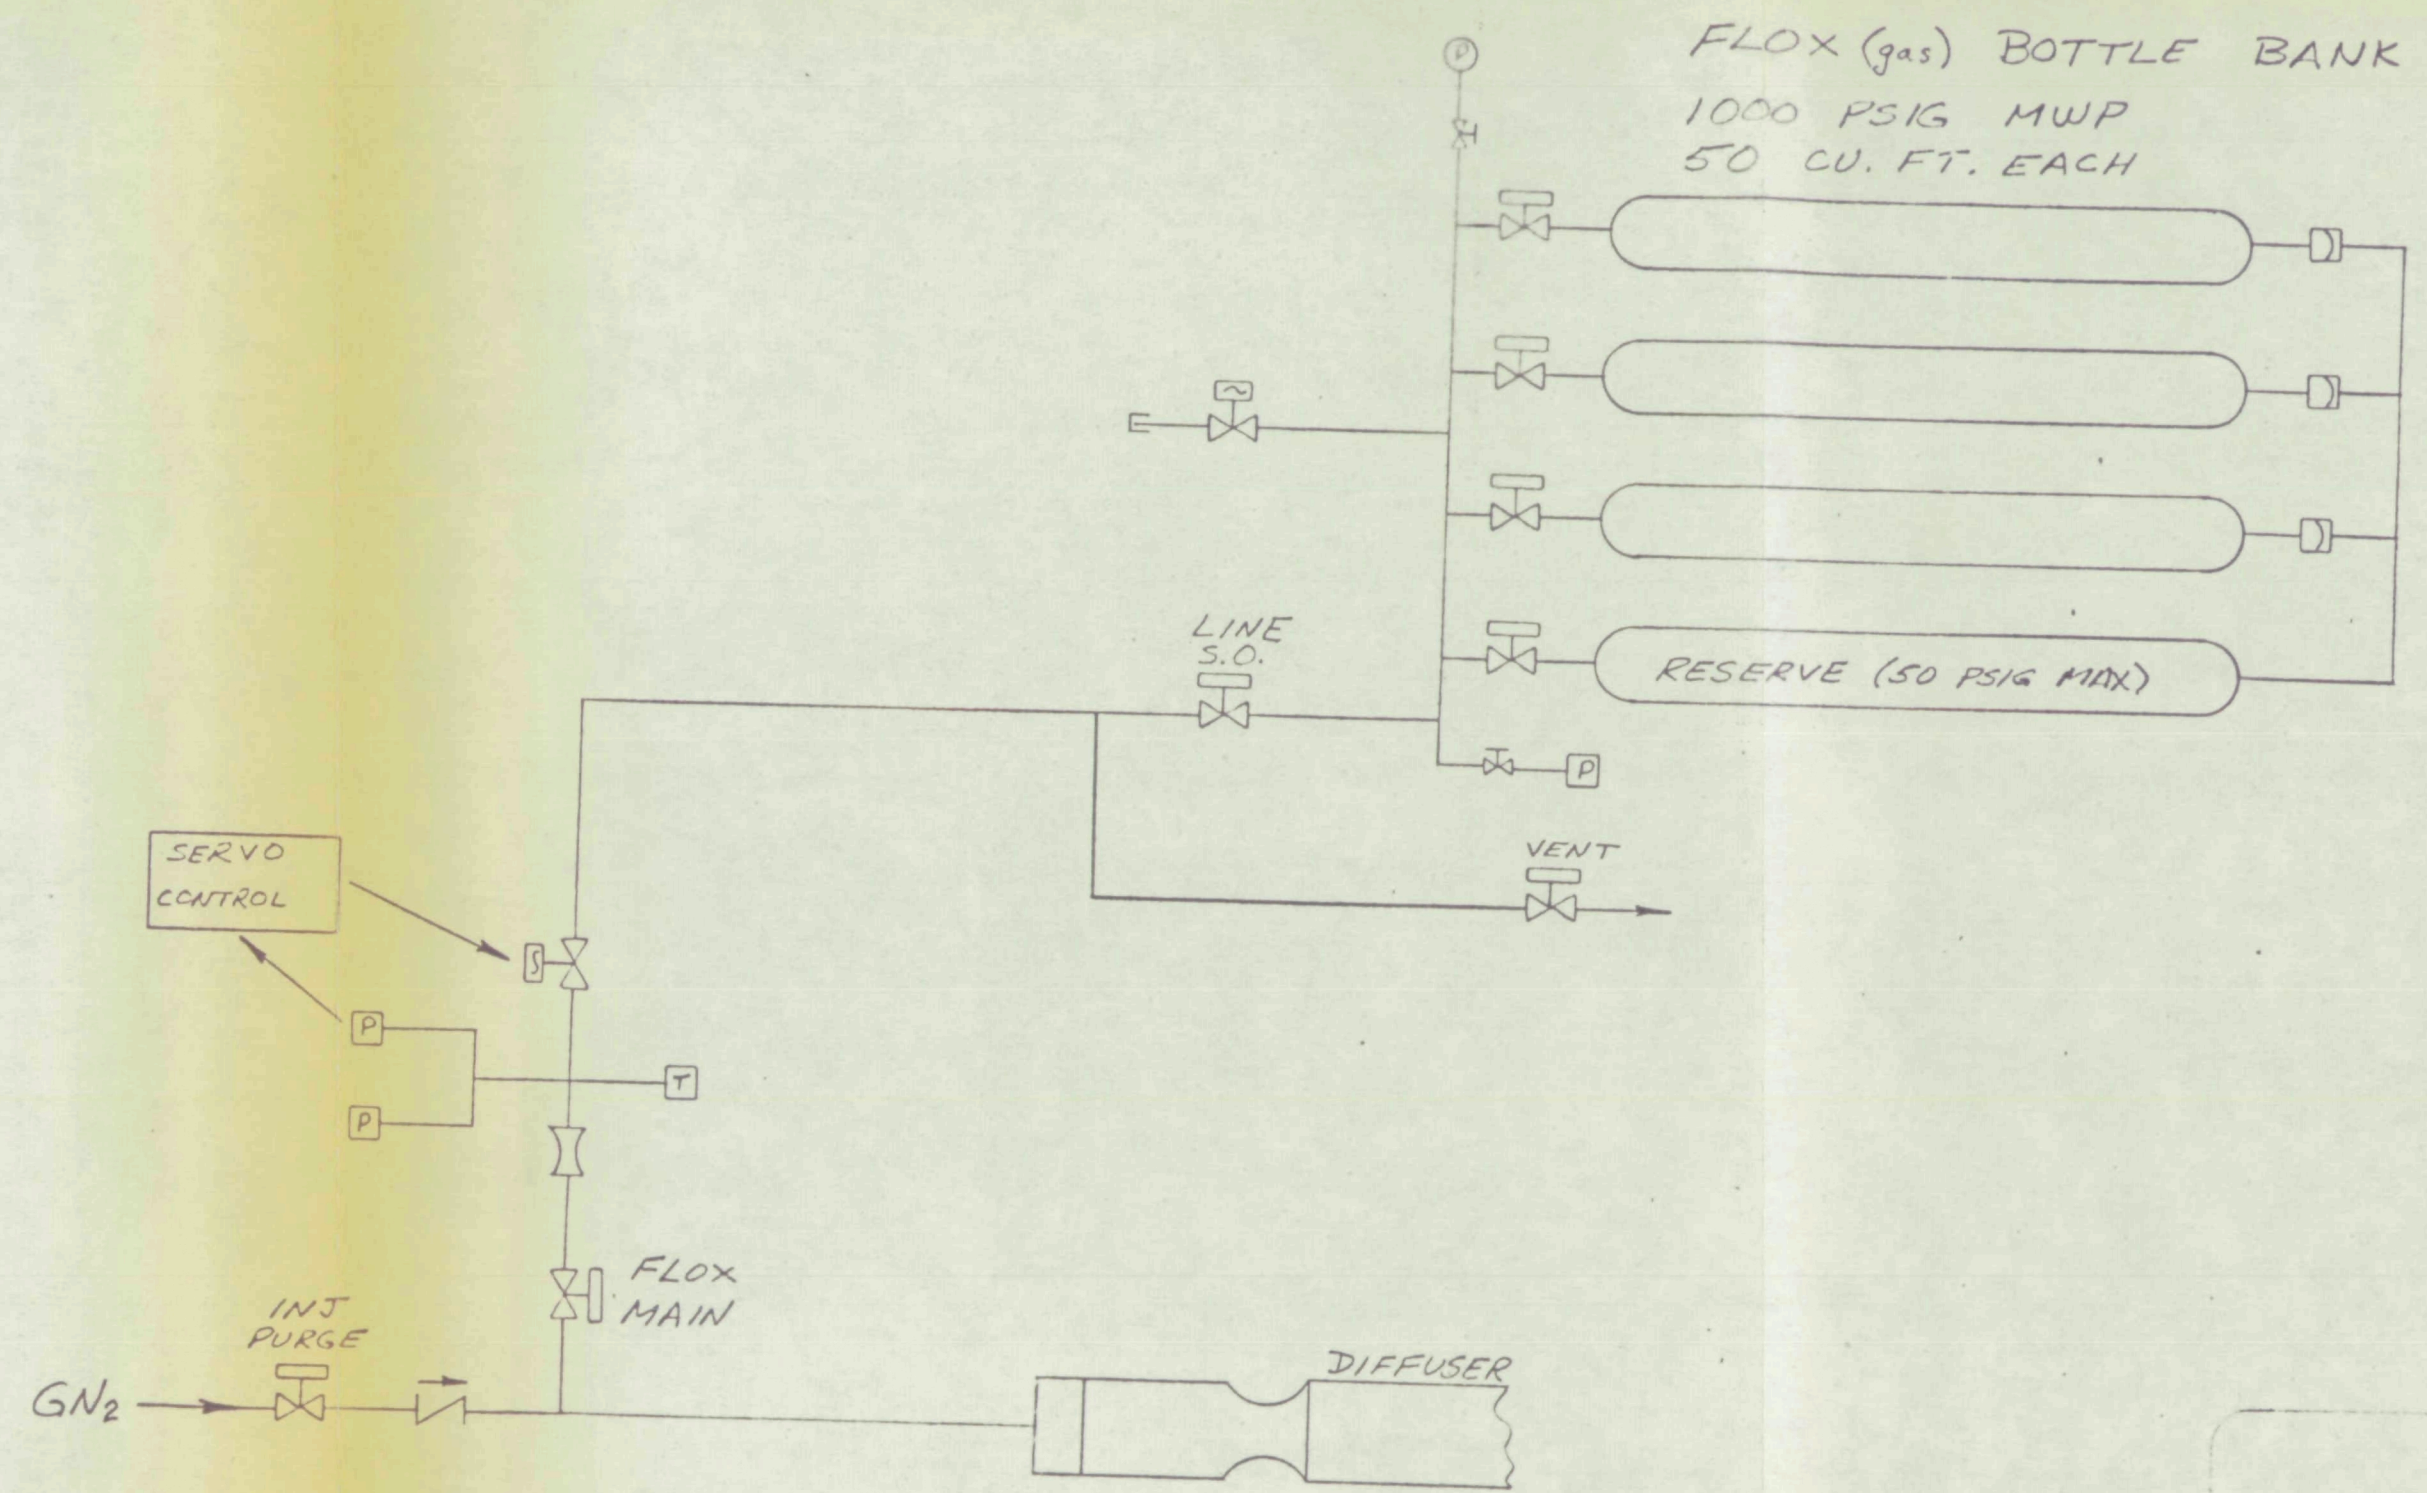 FLOX (gas) BOTTLE BANK
1000 PSIG MWP
50 CU. FT. EACH
P
~
LINE
S.O.
RESERVE (50 PSIG MAX)
P
VENT
SERVO
CONTROL
S
P
T
P
FLOX
MAIN
INJ
PURGE
GN₂
DIFFUSER